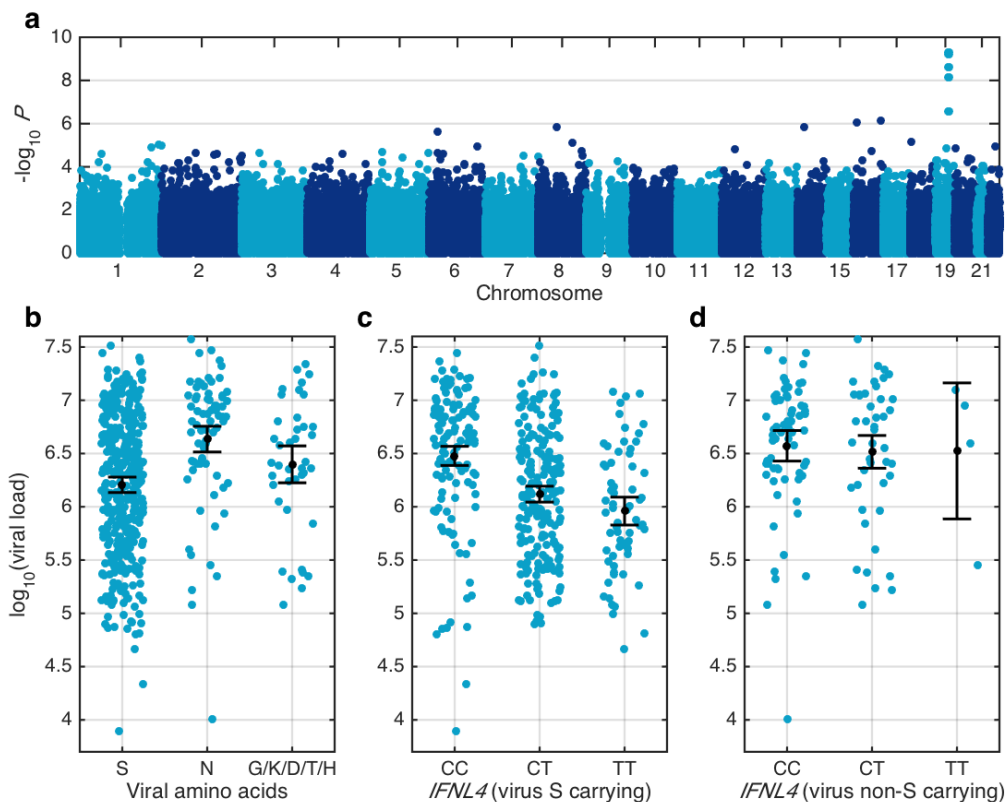 a
10
8
6
4
2
0
-log10 P
1 2 3 4 5 6 7 8 9 10 11 12 13 15 17 19 21
Chromosome
b
7.5
7
6.5
6
5.5
5
4.5
4
log10(viral load)
S N G/K/D/T/H
Viral amino acids
c
7.5
7
6.5
6
5.5
5
4.5
4
CC CT TT
IFNL4 (virus S carrying)
d
7.5
7
6.5
6
5.5
5
4.5
4
CC CT TT
IFNL4 (virus non-S carrying)